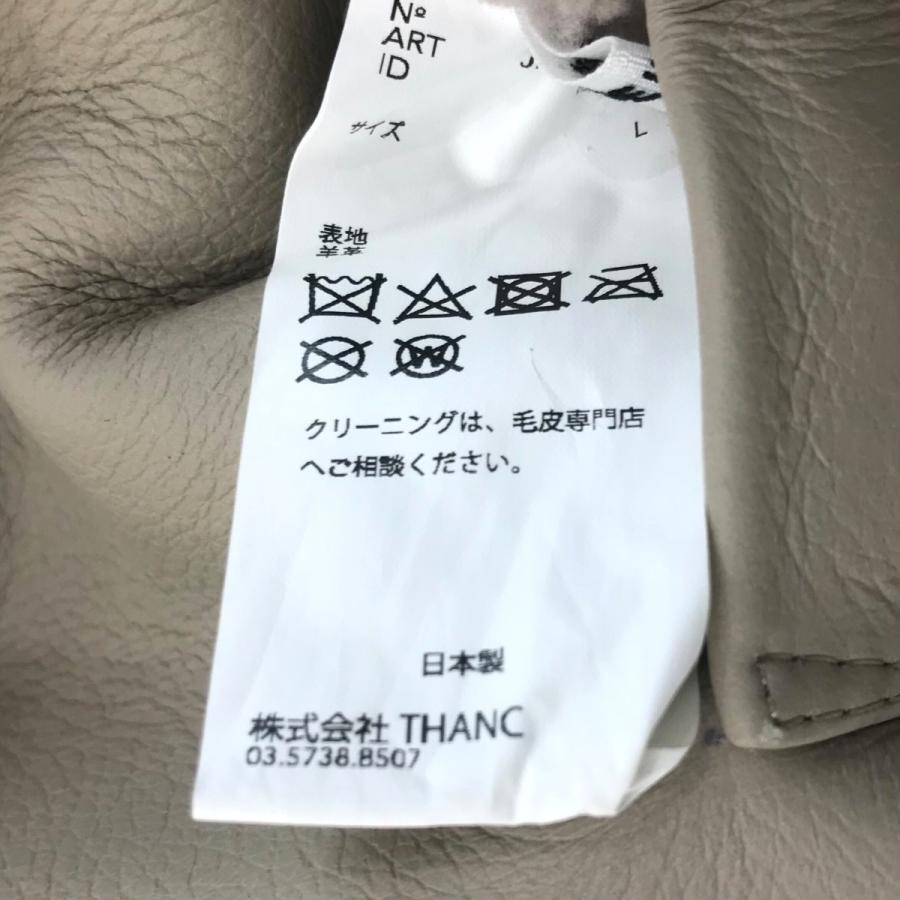 Nº
ART
ID
サイズ L
表地
羊革
クリーニングは、毛皮専門店
へご相談ください。
日本製
株式会社 THANC
03.5738.8507